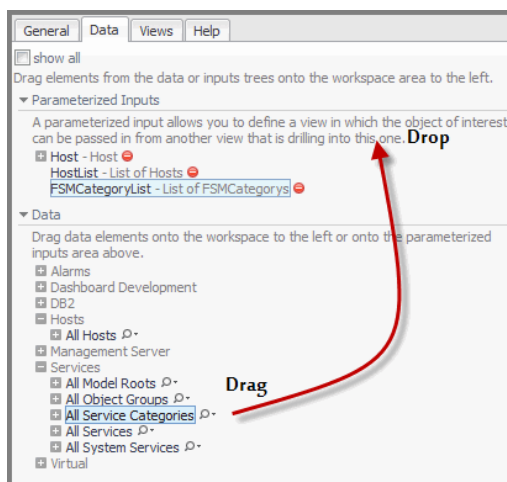 General Data Views Help
show all
Drag elements from the data or inputs trees onto the workspace area to the left.
Parameterized Inputs
A parameterized input allows you to define a view in which the object of interest
can be passed in from another view that is drilling into this one. Drop
Host - Host
HostList - List of Hosts
FSMCategoryList - List of FSMCategorys
Data
Drag data elements onto the workspace to the left or onto the parameterized
inputs area above.
Alarms
Dashboard Development
DB2
Hosts
All Hosts
Management Server
Services
All Model Roots
Drag
All Object Groups
All Service Categories
All Services
All System Services
Virtual